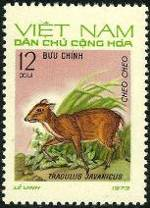 VIỆT NAM
DÂN CHỦ CỘNG HÒA
12
XU
BƯU CHÍNH
CHEO CHEO
TRAGULUS JAVANICUS
1973